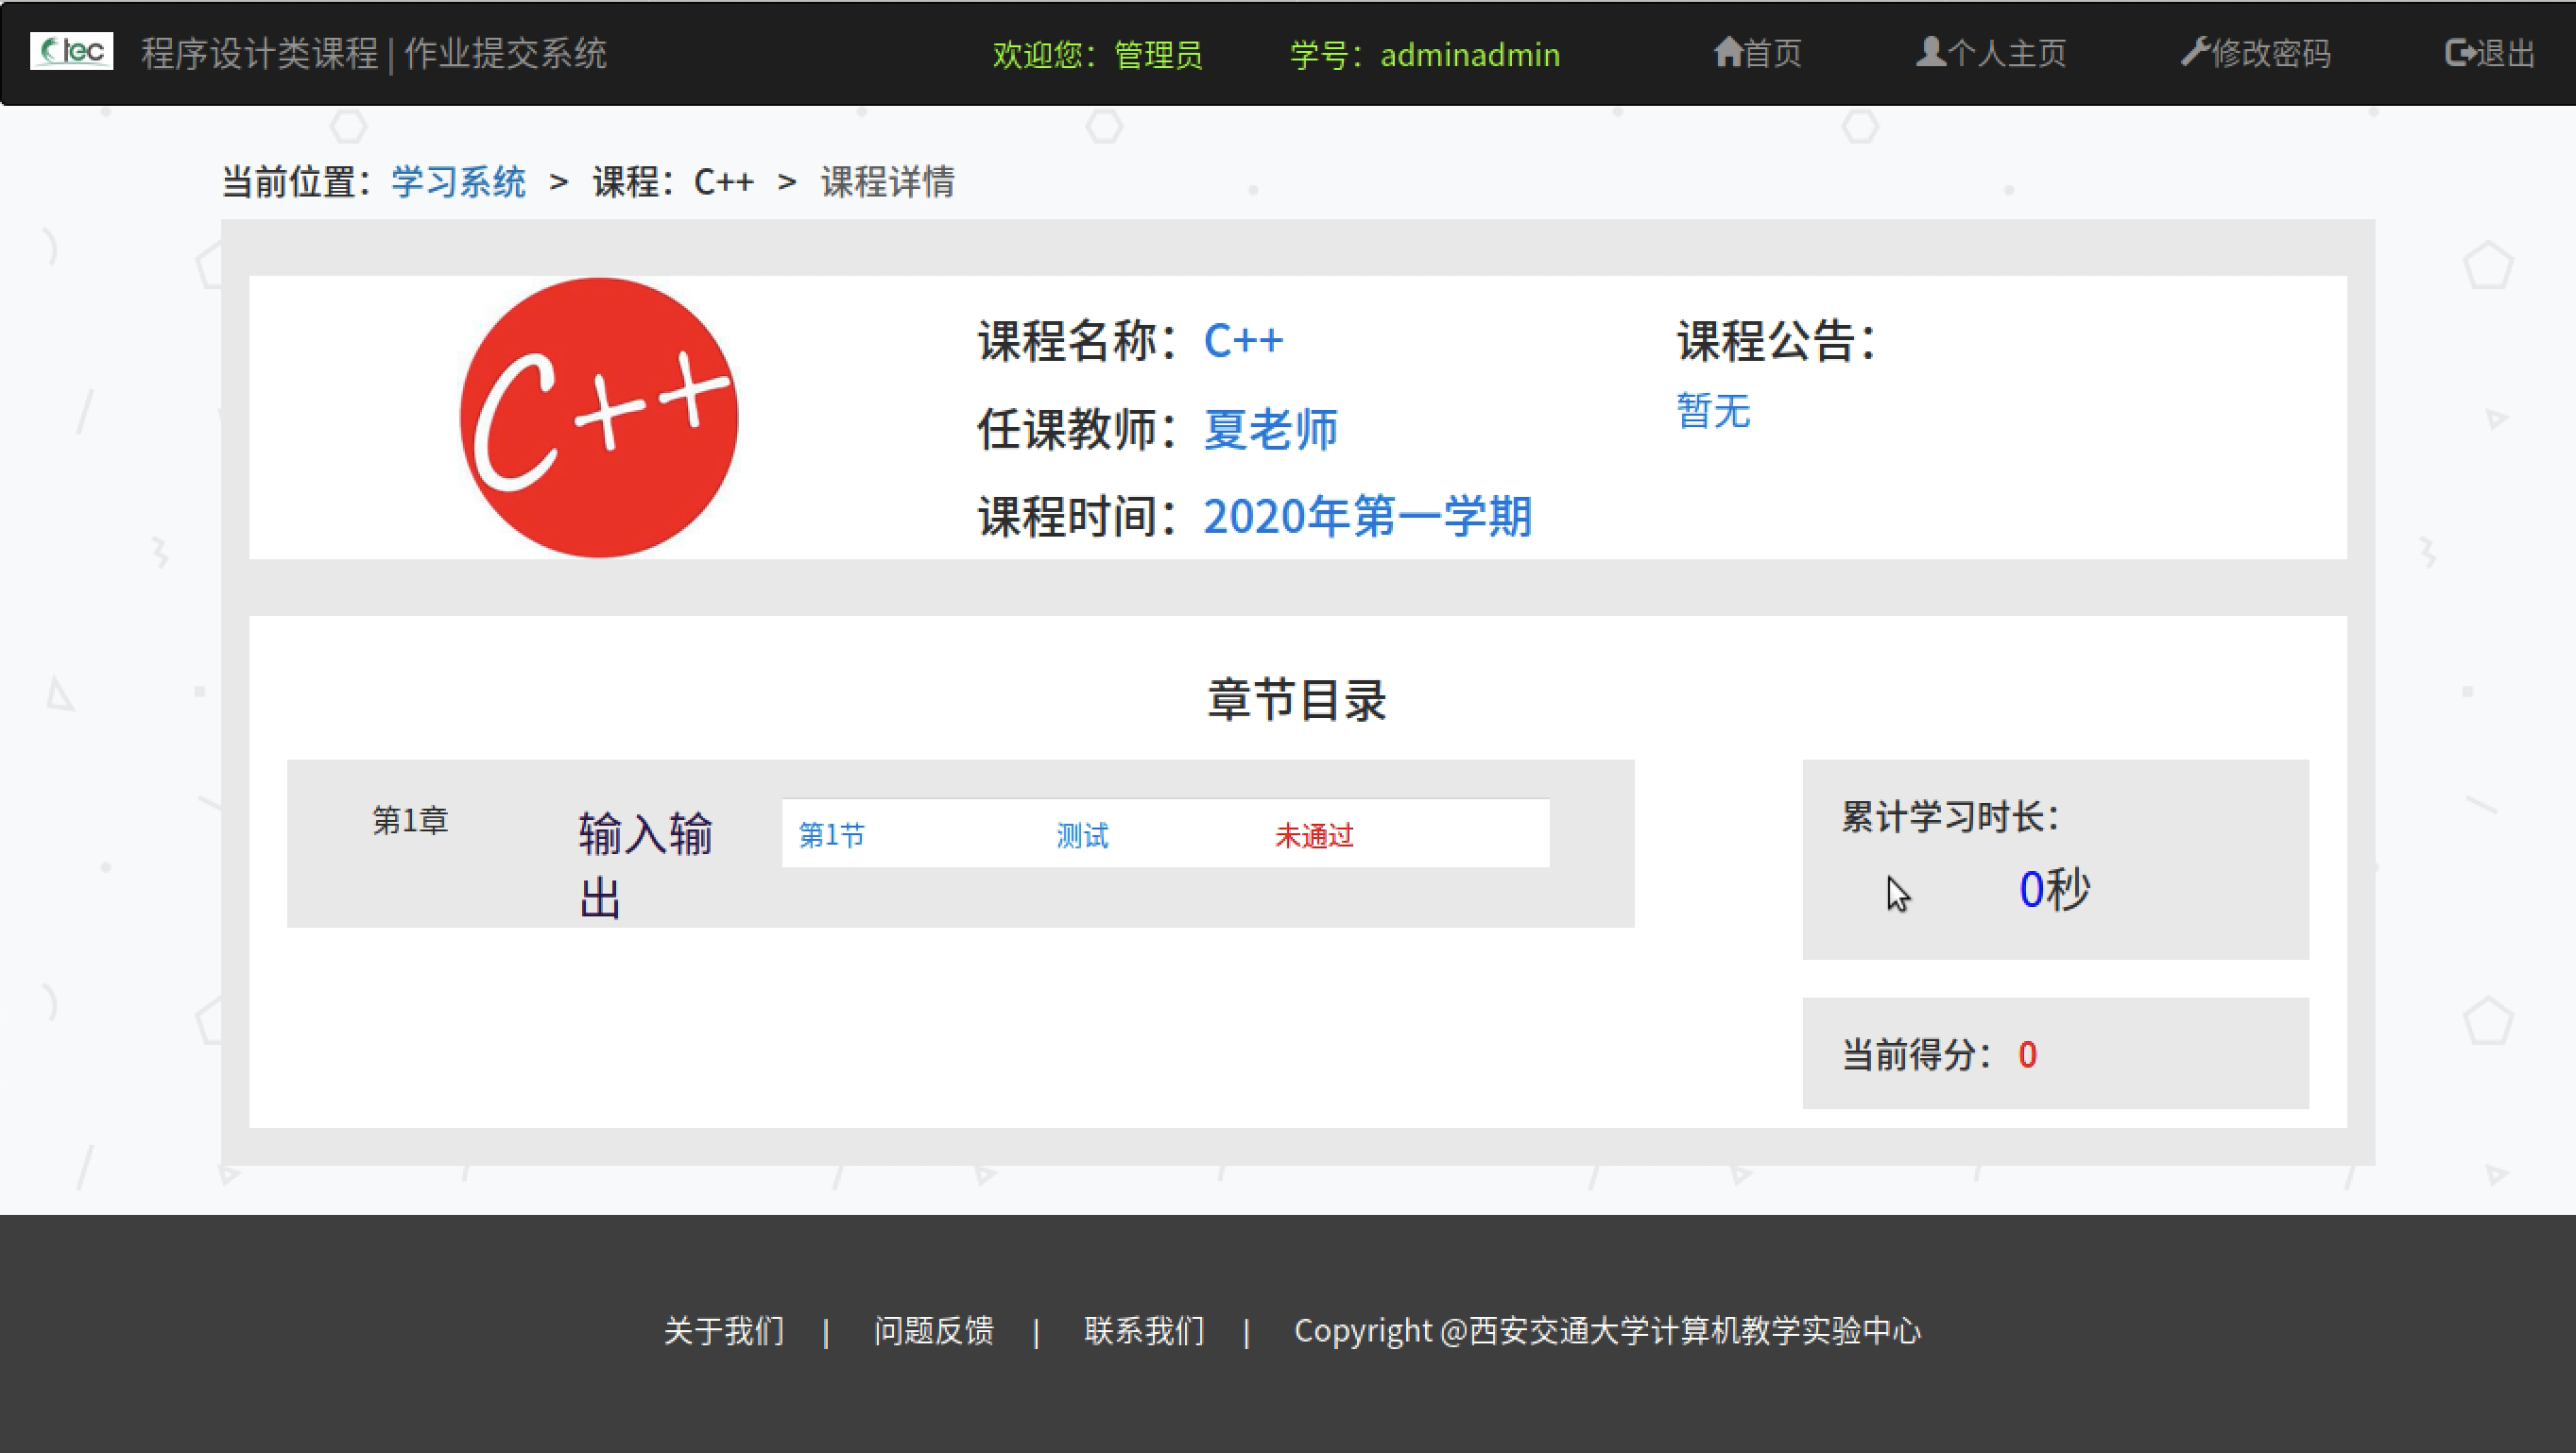 tec 程序设计类课程 | 作业提交系统 欢迎您：管理员 学号：adminadmin 首页 个人主页 修改密码 退出
当前位置：学习系统 > 课程：C++ > 课程详情
C++
课程名称：C++
任课教师：夏老师
课程时间：2020年第一学期
课程公告：
暂无
章节目录
第1章
输入输
出
第1节 测试 未通过
累计学习时长：
0秒
当前得分：0
关于我们 | 问题反馈 | 联系我们 | Copyright @西安交通大学计算机教学实验中心